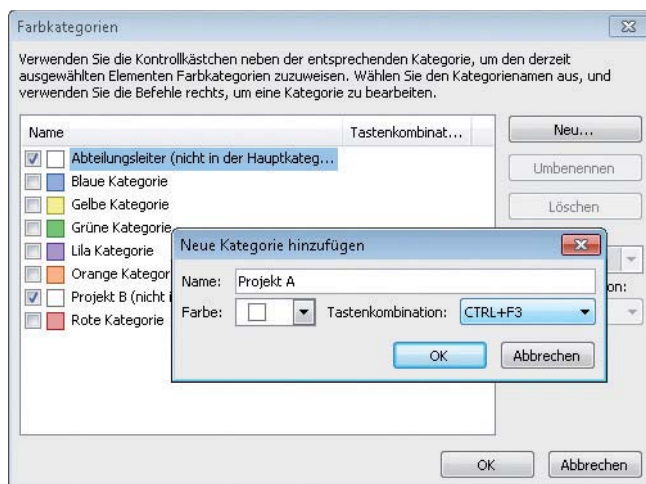 Farbkategorien
Verwenden Sie die Kontrollkästchen neben der entsprechenden Kategorie, um den derzeit
ausgewählten Elementen Farbkategorien zuzuweisen. Wählen Sie den Kategorienamen aus, und
verwenden Sie die Befehle rechts, um eine Kategorie zu bearbeiten.
Name Tastenkombinat...
Neu...
Abteilungsleiter (nicht in der Hauptkateg...
Umbenennen
Blaue Kategorie
Gelbe Kategorie
Löschen
Grüne Kategorie
Lila Kategorie
Orange Kategor
Projekt B (nicht i
on:
Rote Kategorie
Neue Kategorie hinzufügen
Name: Projekt A
Farbe: Tastenkombination: CTRL+F3
OK Abbrechen
OK Abbrechen